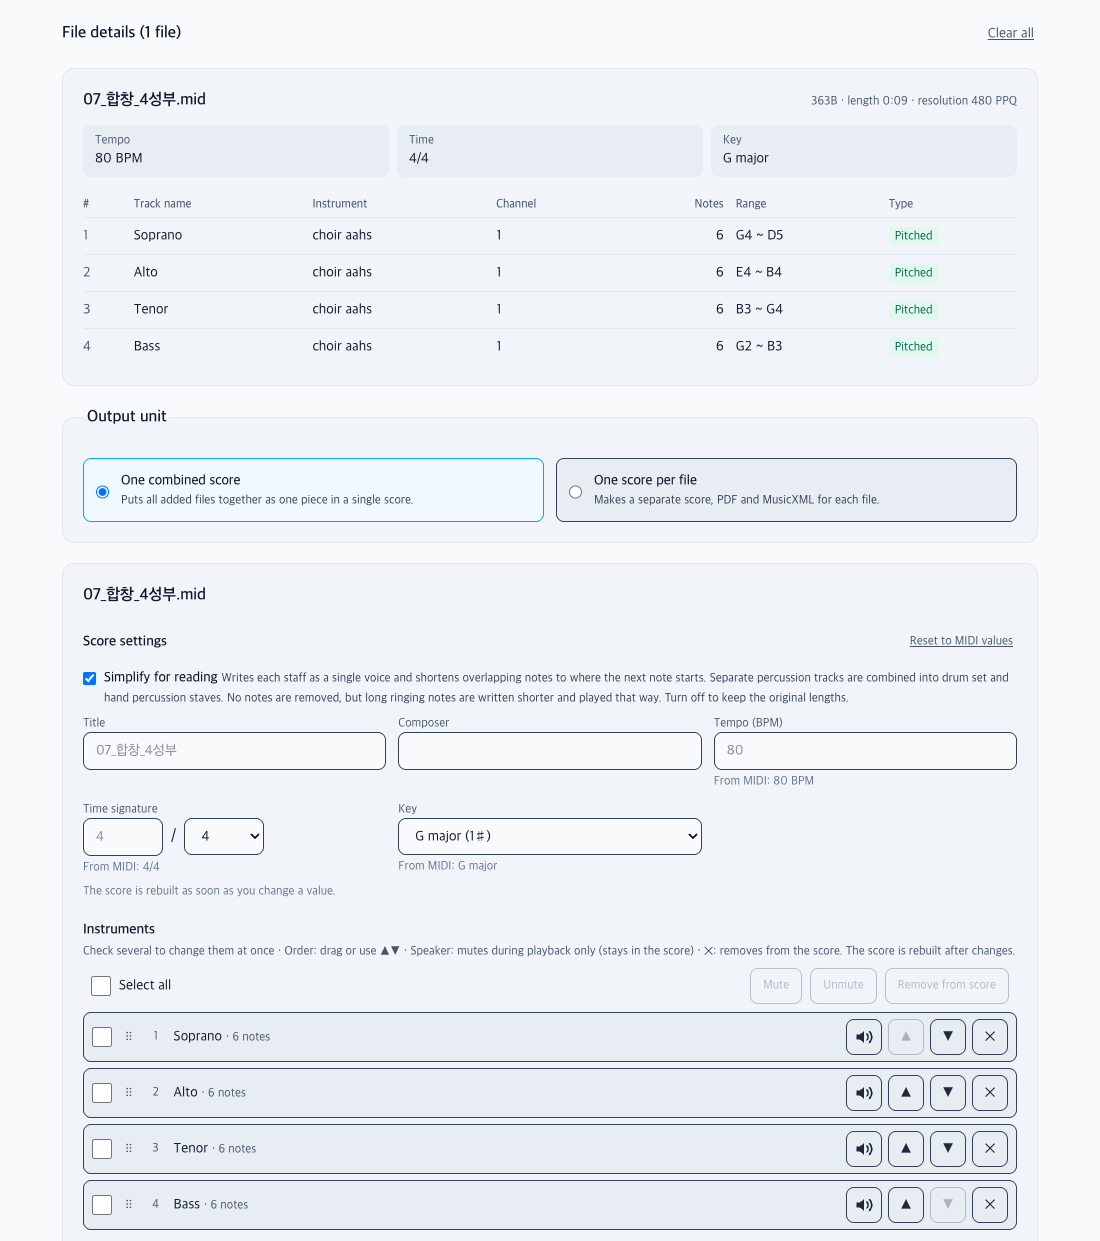 File details (1 file)
Clear all
07_합창_4성부.mid
363B · length 0:09 · resolution 480 PPQ
Tempo
80 BPM
Time
4/4
Key
G major
# Track name Instrument Channel Notes Range Type
1 Soprano choir aahs 1 6 G4 ~ D5 Pitched
2 Alto choir aahs 1 6 E4 ~ B4 Pitched
3 Tenor choir aahs 1 6 B3 ~ G4 Pitched
4 Bass choir aahs 1 6 G2 ~ B3 Pitched
Output unit
One combined score
Puts all added files together as one piece in a single score.
One score per file
Makes a separate score, PDF and MusicXML for each file.
07_합창_4성부.mid
Score settings
Reset to MIDI values
Simplify for reading Writes each staff as a single voice and shortens overlapping notes to where the next note starts. Separate percussion tracks are combined into drum set and
hand percussion staves. No notes are removed, but long ringing notes are written shorter and played that way. Turn off to keep the original lengths.
Title
07_합창_4성부
Composer
Tempo (BPM)
80
From MIDI: 80 BPM
Time signature
4 / 4
From MIDI: 4/4
Key
G major (1♯)
From MIDI: G major
The score is rebuilt as soon as you change a value.
Instruments
Check several to change them at once · Order: drag or use ▲▼ · Speaker: mutes during playback only (stays in the score) · ✕: removes from the score. The score is rebuilt after changes.
Select all
Mute
Unmute
Remove from score
1 Soprano · 6 notes ▲ ▼ ✕
2 Alto · 6 notes ▲ ▼ ✕
3 Tenor · 6 notes ▲ ▼ ✕
4 Bass · 6 notes ▲ ▼ ✕